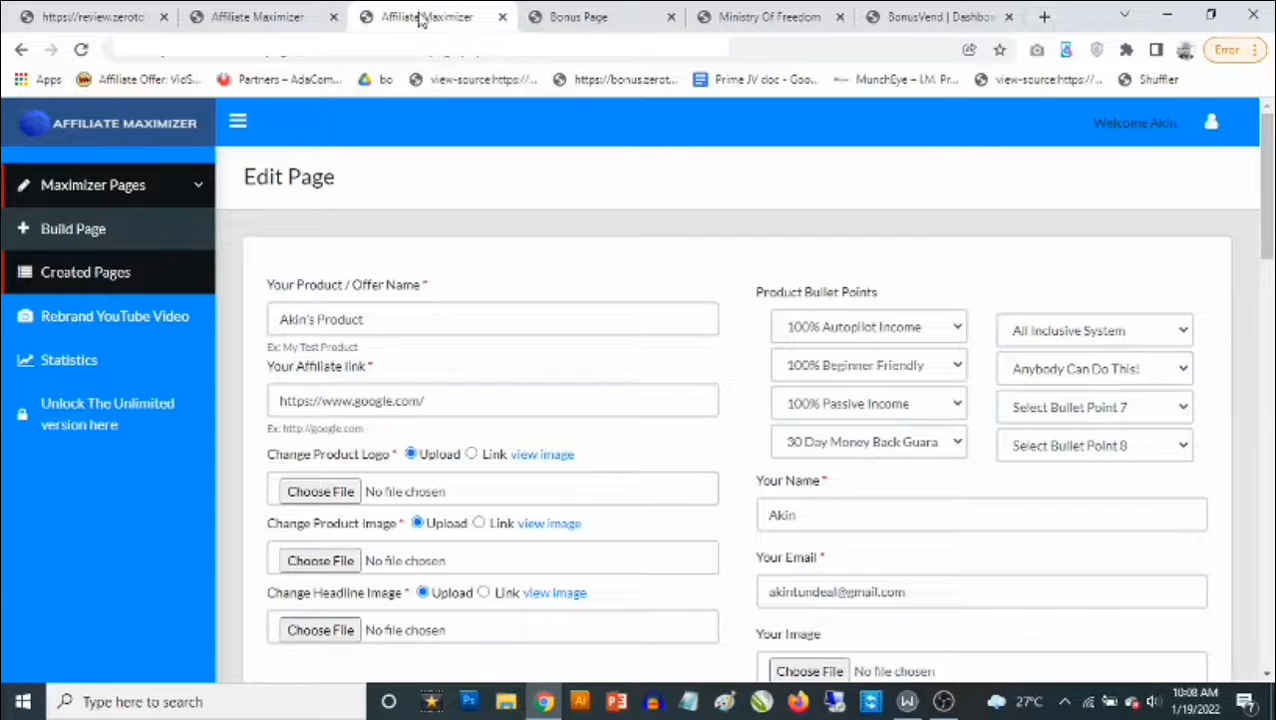 https://review.zeroto
Affiliate Maximizer
Affiliate Maximizer
Bonus Page
Ministry Of Freedom
BonusVend | Dashboa
Error
Apps
Affiliate Offer: VidS...
Partners – AdaCom...
bo
view-source:https://...
https://bonus.zerot...
Prime JV doc - Goo...
MunchEye – I.M. Pr...
view-source:https://...
Shuffler
AFFILIATE MAXIMIZER
Welcome Akin
Maximizer Pages
Build Page
Created Pages
Rebrand YouTube Video
Statistics
Unlock The Unlimited
version here
Edit Page
Your Product / Offer Name *
Akin's Product
Ex: My Test Product
Your Affiliate link *
https://www.google.com/
Ex: http://google.com
Change Product Logo * Upload Link view image
Choose File No file chosen
Change Product Image * Upload Link view image
Choose File No file chosen
Change Headline Image * Upload Link view image
Choose File No file chosen
Product Bullet Points
100% Autopilot Income
All Inclusive System
100% Beginner Friendly
Anybody Can Do This!
100% Passive Income
Select Bullet Point 7
30 Day Money Back Guara
Select Bullet Point 8
Your Name *
Akin
Your Email *
akintundeal@gmail.com
Your Image
Choose File No file chosen
Type here to search
27°C
10:08 AM
1/19/2022